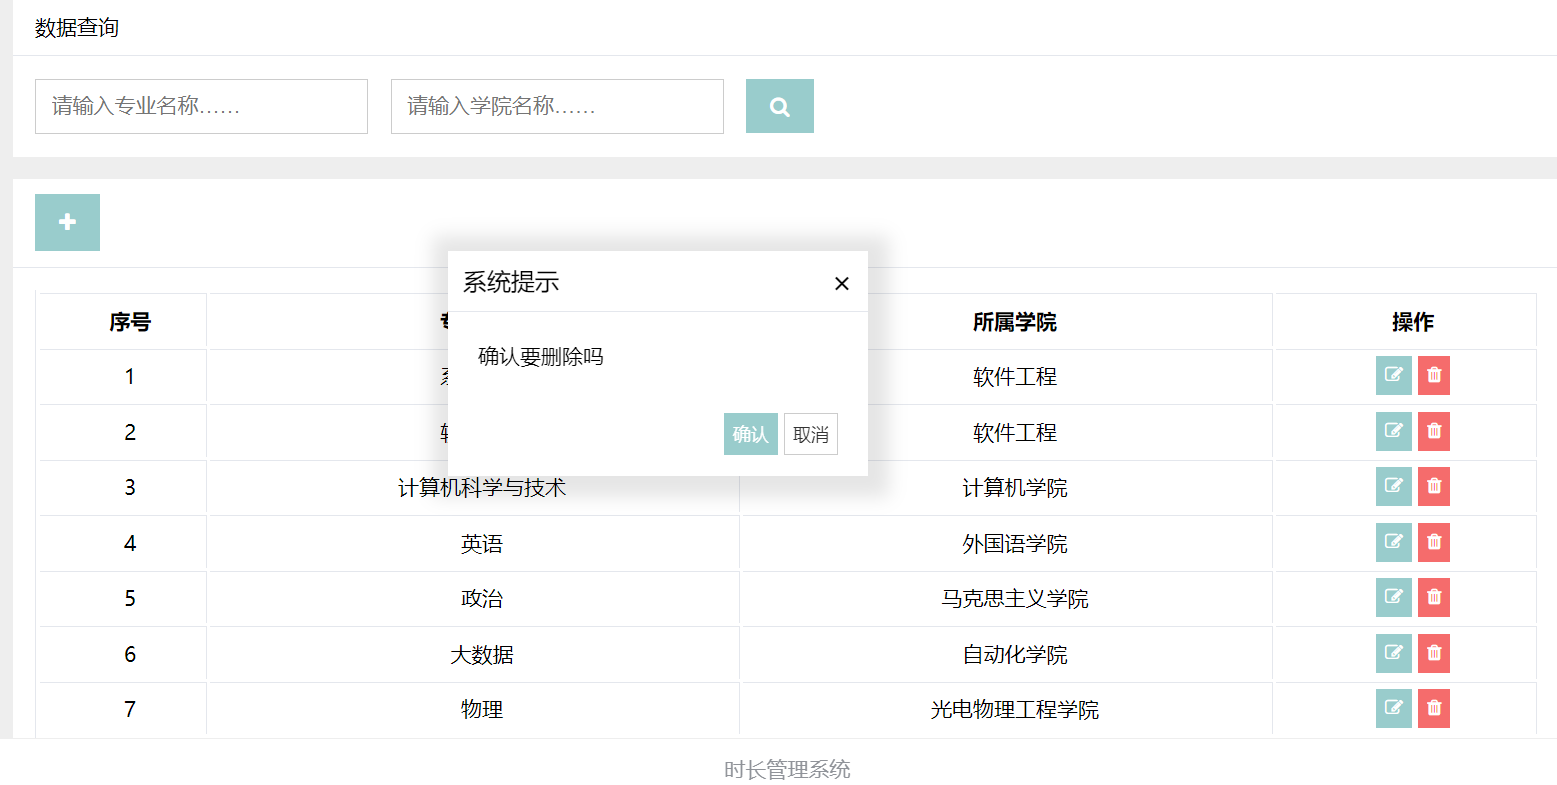 数据查询
请输入专业名称…… 请输入学院名称……
系统提示
确认要删除吗
确认 取消
序号 所属学院 操作
1 软件工程
2 软件工程
3 计算机科学与技术 计算机学院
4 英语 外国语学院
5 政治 马克思主义学院
6 大数据 自动化学院
7 物理 光电物理工程学院
时长管理系统